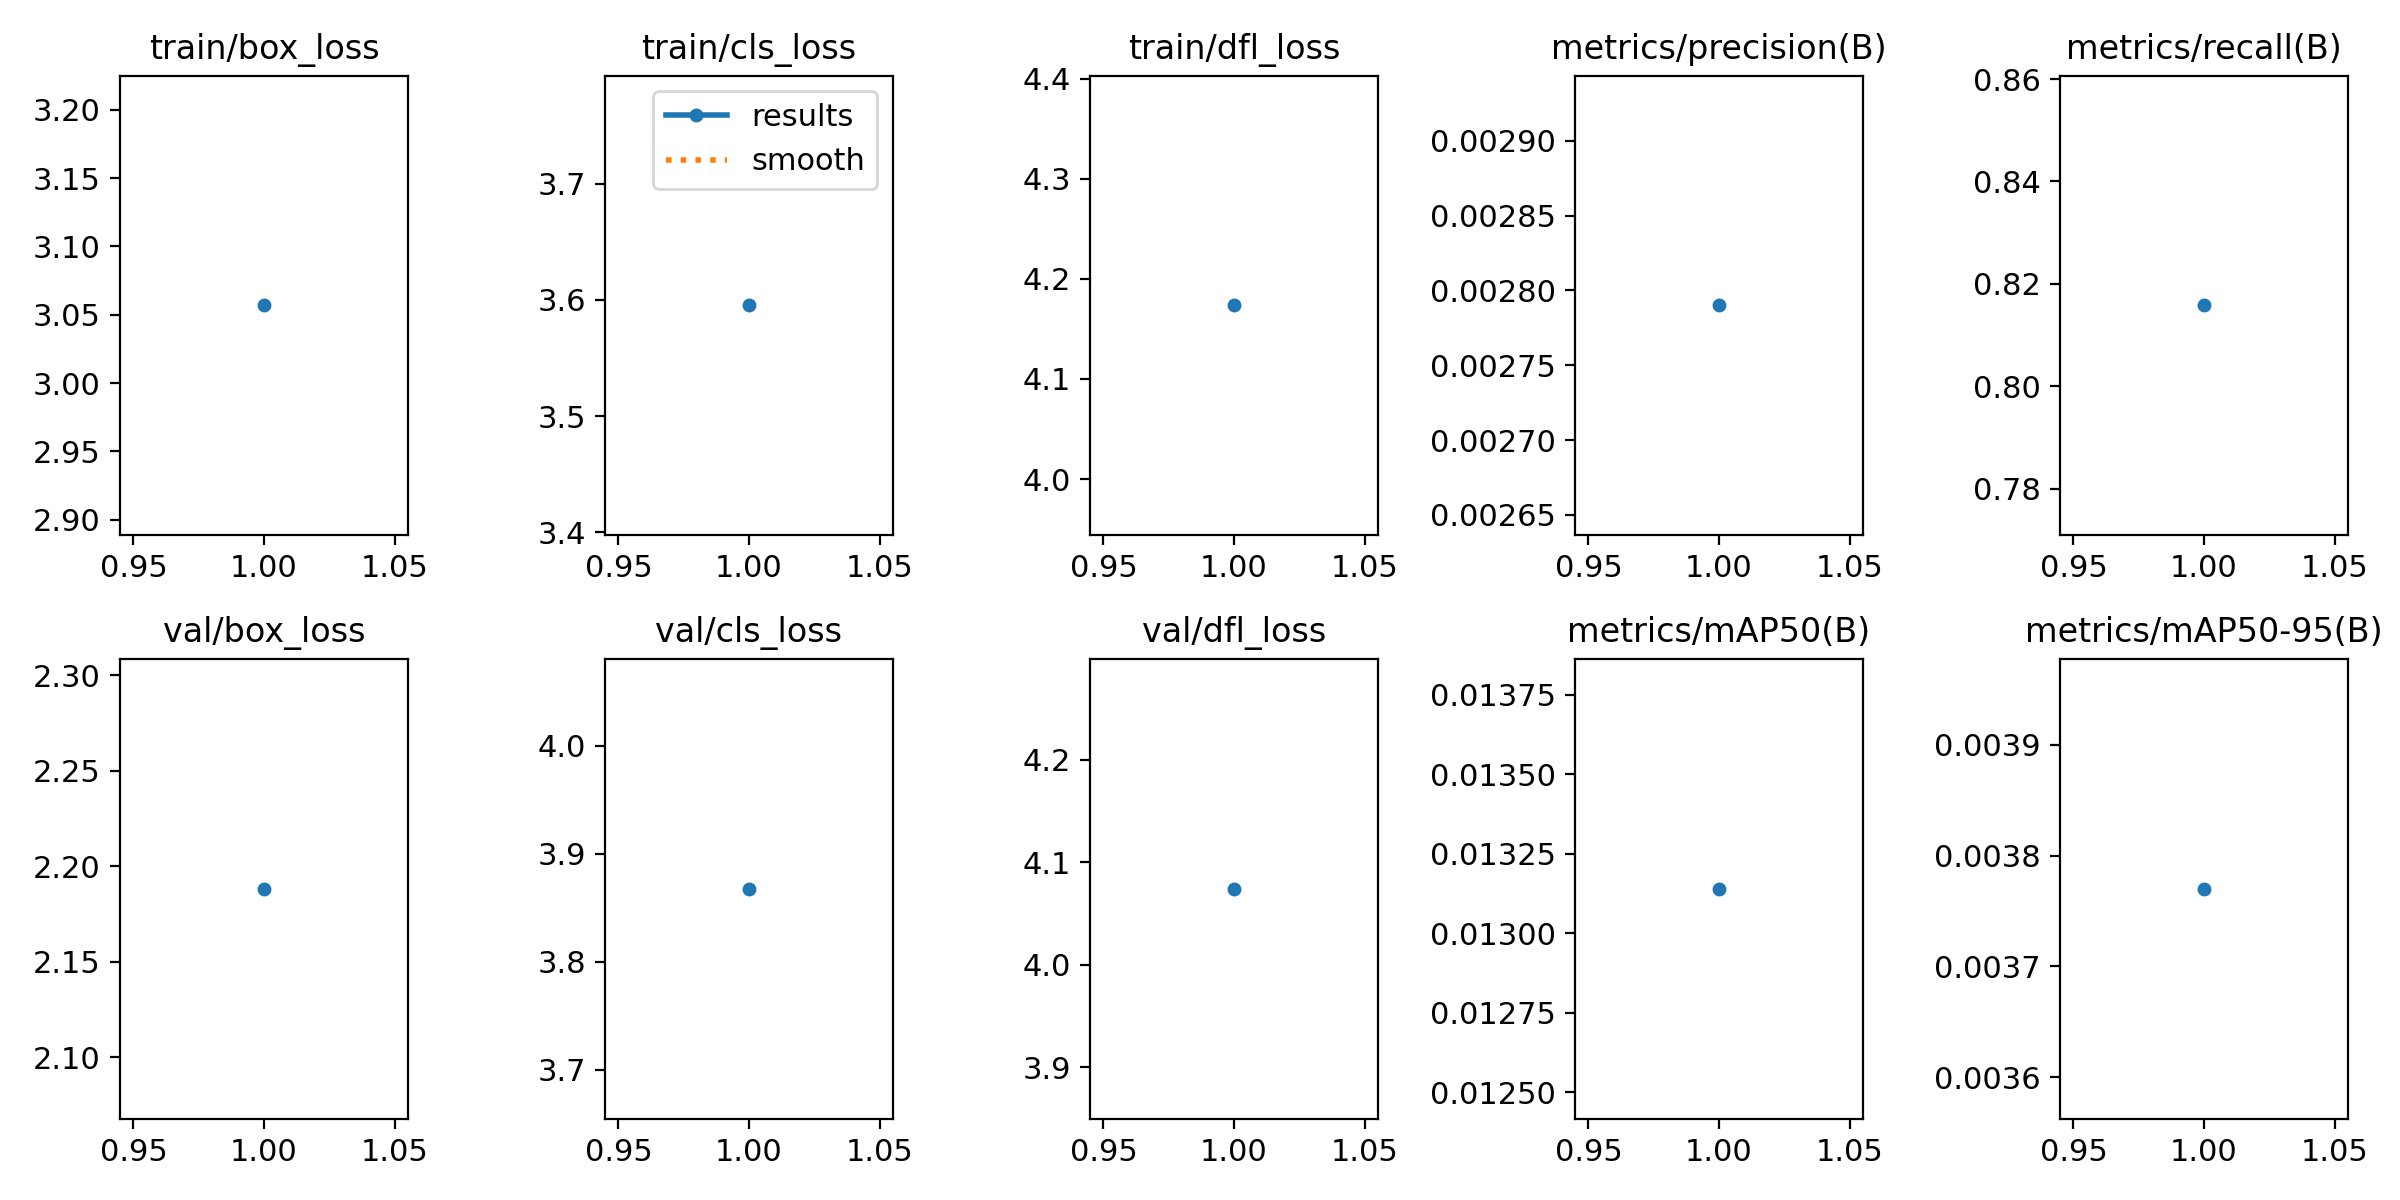 train/box_loss
3.20
3.15
3.10
3.05
3.00
2.95
2.90
0.95 1.00 1.05
train/cls_loss
results
smooth
3.7
3.6
3.5
3.4
0.95 1.00 1.05
train/dfl_loss
4.4
4.3
4.2
4.1
4.0
0.95 1.00 1.05
metrics/precision(B)
0.00290
0.00285
0.00280
0.00275
0.00270
0.00265
0.95 1.00 1.05
metrics/recall(B)
0.86
0.84
0.82
0.80
0.78
0.95 1.00 1.05
val/box_loss
2.30
2.25
2.20
2.15
2.10
0.95 1.00 1.05
val/cls_loss
4.0
3.9
3.8
3.7
0.95 1.00 1.05
val/dfl_loss
4.2
4.1
4.0
3.9
0.95 1.00 1.05
metrics/mAP50(B)
0.01375
0.01350
0.01325
0.01300
0.01275
0.01250
0.95 1.00 1.05
metrics/mAP50-95(B)
0.0039
0.0038
0.0037
0.0036
0.95 1.00 1.05